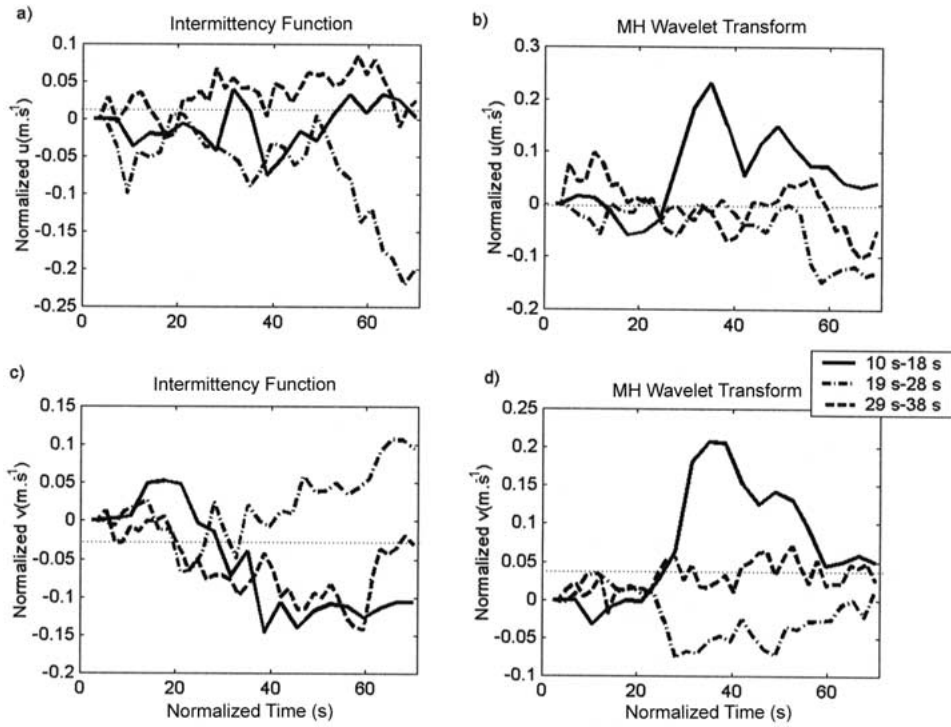 a)
Intermittency Function
Normalized u(m.s̄¹)
0.1
0.05
0
-0.05
-0.1
-0.15
-0.2
-0.25
0
20
40
60
b)
MH Wavelet Transform
Normalized u(m.s̄¹)
0.3
0.2
0.1
0
-0.1
-0.2
0
20
40
60
10 s-18 s
19 s-28 s
29 s-38 s
c)
Intermittency Function
Normalized v(m.s̄¹)
0.15
0.1
0.05
0
-0.05
-0.1
-0.15
-0.2
0
20
40
60
Normalized Time (s)
d)
MH Wavelet Transform
Normalized v(m.s̄¹)
0.25
0.2
0.15
0.1
0.05
0
-0.05
-0.1
0
20
40
60
Normalized Time (s)